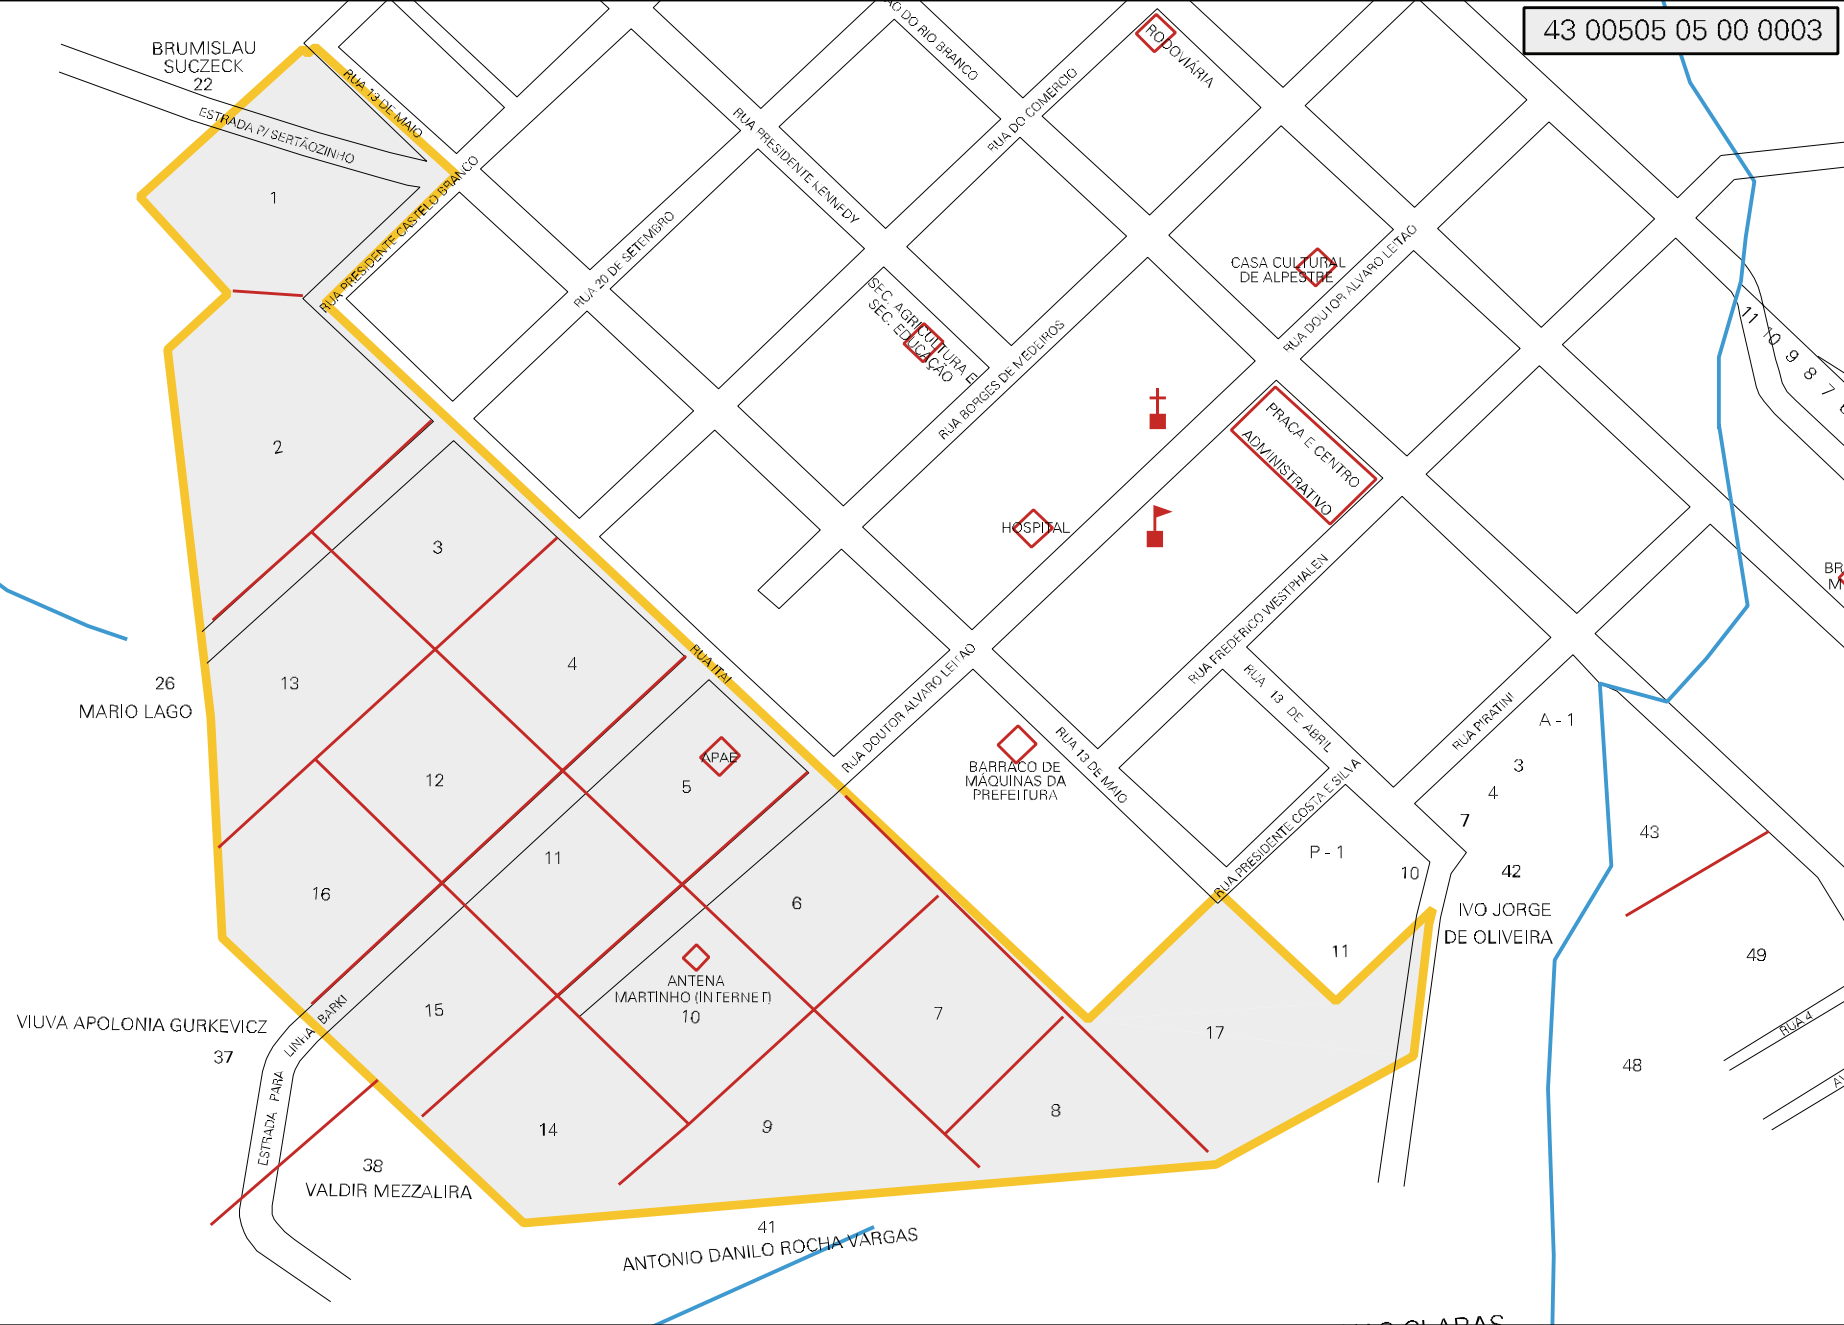 43 00505 05 00 0003
BRUMISLAU
SUCZECK
22
ESTRADA P/ SERTÃOZINHO
RUA 13 DE MAIO
RUA PRESIDENTE CASTELO BRANCO
1
RUA 20 DE SETEMBRO
RUA PRESIDENTE KENNEDY
DO RIO BRANCO
RUA DO COMERCIO
RODOVIÁRIA
SEC. AGRICULTURA E
SEC. EDUCAÇÃO
RUA BORGES DE MEDEIROS
CASA CULTURAL
DE ALPESTRE
RUA DOUTOR ALVARO LEITAO
PRACA E CENTRO
ADMINISTRATIVO
HOSPITAL
11
10
9
8
7
2
3
4
13
12
16
11
5
APAE
RUA ITAI
RUA DOUTOR ALVARO LEITAO
BARRACO DE
MÁQUINAS DA
PREFEITURA
RUA 13 DE MAIO
RUA FREDERICO WESTPHALEN
RUA 13 DE ABRIL
RUA PRESIDENTE COSTA E SILVA
RUA PIRATINI
A - 1
3
4
7
42
P - 1
10
11
IVO JORGE
DE OLIVEIRA
43
49
48
RUA 4
BR
26
MARIO LAGO
6
ANTENA
MARTINHO (INTERNET)
10
15
14
7
9
8
17
VIUVA APOLONIA GURKEVICZ
37
ESTRADA PARA LINHA BARKI
38
VALDIR MEZZALIRA
41
ANTONIO DANILO ROCHA VARGAS